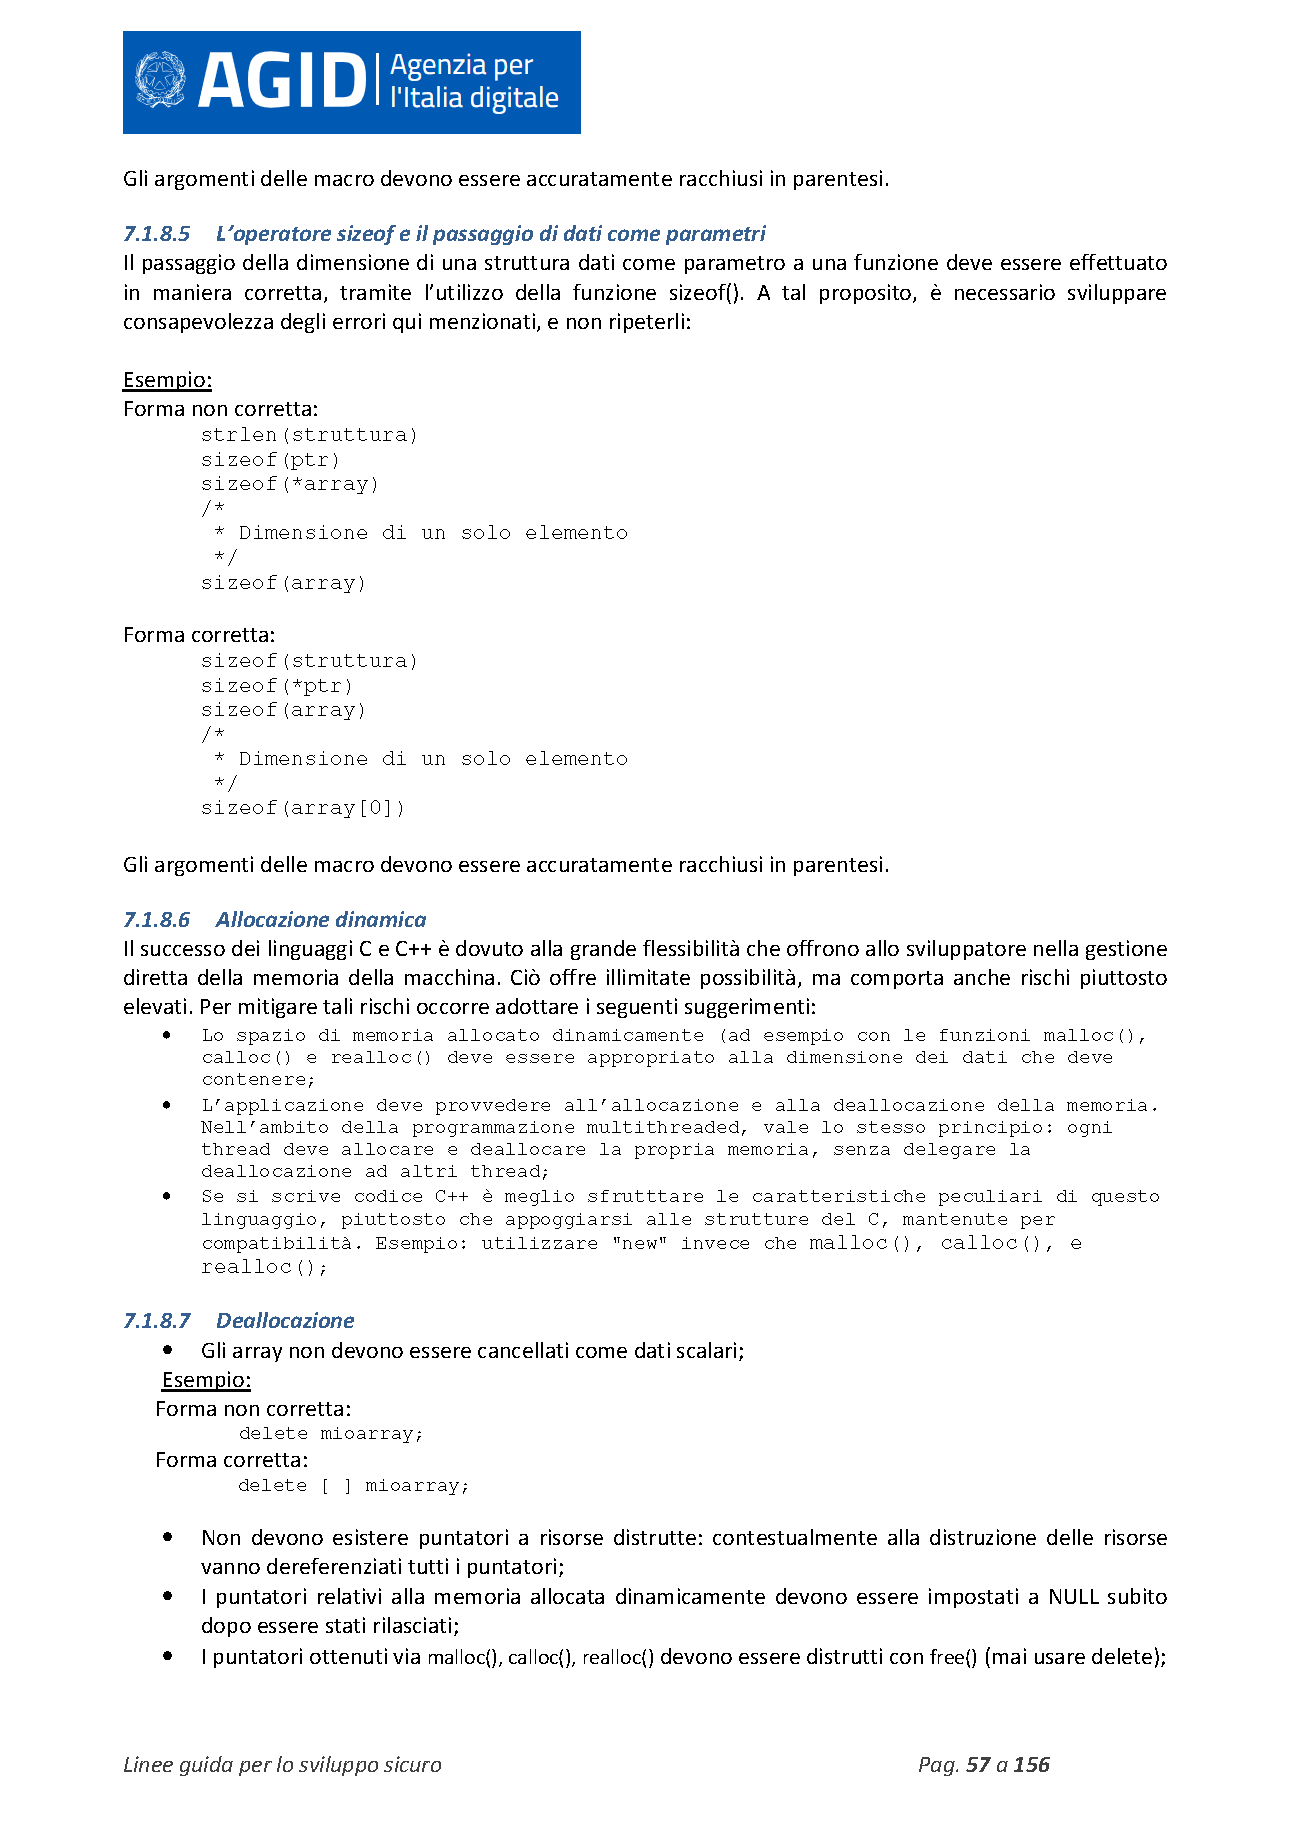 AGID
Agenzia per
l'Italia digitale
Gli argomenti delle macro devono essere accuratamente racchiusi in parentesi.
7.1.8.5 L’operatore sizeof e il passaggio di dati come parametri
Il passaggio della dimensione di una struttura dati come parametro a una funzione deve essere effettuato
in maniera corretta, tramite l’utilizzo della funzione sizeof(). A tal proposito, è necessario sviluppare
consapevolezza degli errori qui menzionati, e non ripeterli:
Esempio:
Forma non corretta:
strlen(struttura)
sizeof(ptr)
sizeof(*array)
/*
* Dimensione di un solo elemento
*/
sizeof(array)
Forma corretta:
sizeof(struttura)
sizeof(*ptr)
sizeof(array)
/*
* Dimensione di un solo elemento
*/
sizeof(array[0])
Gli argomenti delle macro devono essere accuratamente racchiusi in parentesi.
7.1.8.6 Allocazione dinamica
Il successo dei linguaggi C e C++ è dovuto alla grande flessibilità che offrono allo sviluppatore nella gestione
diretta della memoria della macchina. Ciò offre illimitate possibilità, ma comporta anche rischi piuttosto
elevati. Per mitigare tali rischi occorre adottare i seguenti suggerimenti:
• Lo spazio di memoria allocato dinamicamente (ad esempio con le funzioni malloc(),
calloc() e realloc() deve essere appropriato alla dimensione dei dati che deve
contenere;
• L’applicazione deve provvedere all’allocazione e alla deallocazione della memoria.
Nell’ambito della programmazione multithreaded, vale lo stesso principio: ogni
thread deve allocare e deallocare la propria memoria, senza delegare la
deallocazione ad altri thread;
• Se si scrive codice C++ è meglio sfrutttare le caratteristiche peculiari di questo
linguaggio, piuttosto che appoggiarsi alle strutture del C, mantenute per
compatibilità. Esempio: utilizzare "new" invece che malloc(), calloc(), e
realloc();
7.1.8.7 Deallocazione
• Gli array non devono essere cancellati come dati scalari;
Esempio:
Forma non corretta:
delete mioarray;
Forma corretta:
delete [ ] mioarray;
• Non devono esistere puntatori a risorse distrutte: contestualmente alla distruzione delle risorse
vanno dereferenziati tutti i puntatori;
• I puntatori relativi alla memoria allocata dinamicamente devono essere impostati a NULL subito
dopo essere stati rilasciati;
• I puntatori ottenuti via malloc(), calloc(), realloc() devono essere distrutti con free() (mai usare delete);
Linee guida per lo sviluppo sicuro Pag. 57 a 156